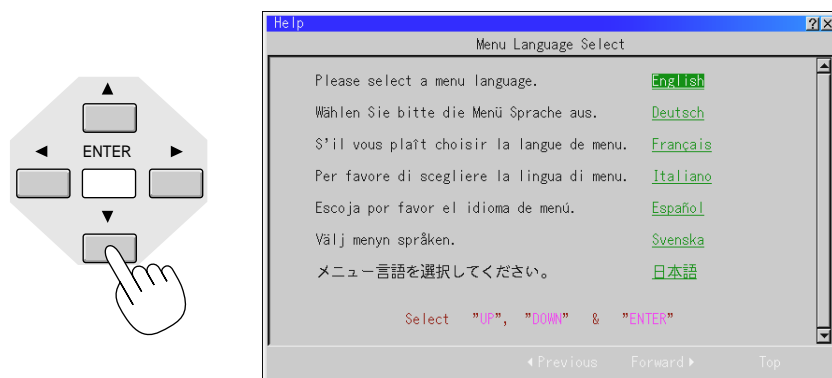 ENTER
Help
Menu Language Select
Please select a menu language. English
Wählen Sie bitte die Menü Sprache aus. Deutsch
S'il vous plaît choisir la langue de menu. Français
Per favore di scegliere la lingua di menu. Italiano
Escoja por favor el idioma de menú. Español
Välj menyn språken. Svenska
メニュー言語を選択してください。 日本語
Select "UP", "DOWN" & "ENTER"
Previous Forward Top